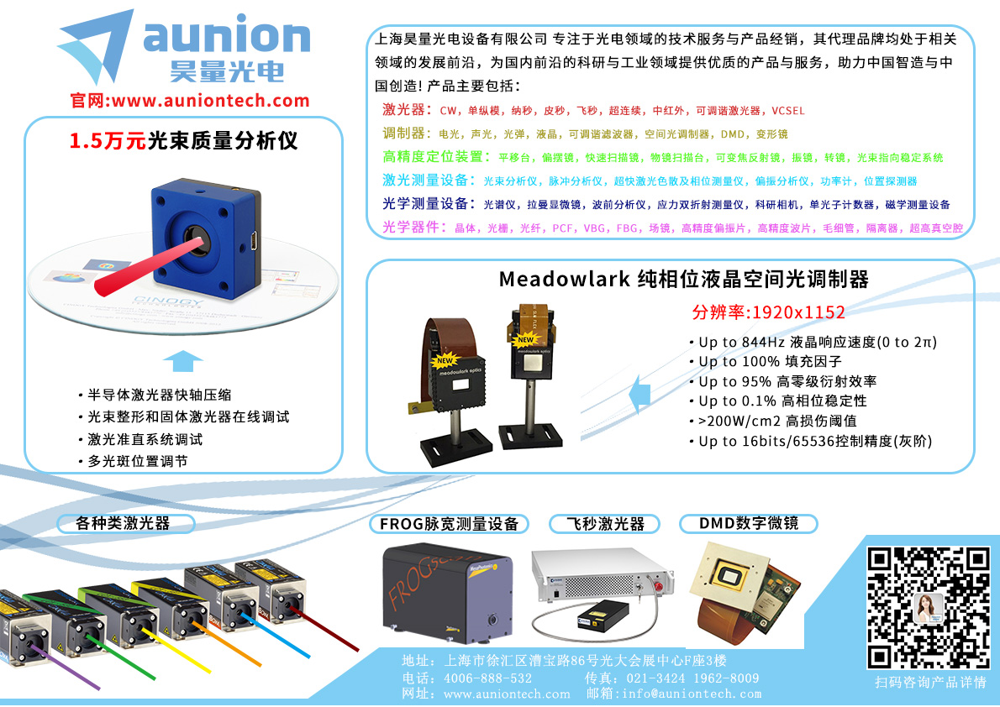 aunion
昊量光电
官网:www.auniontech.com
1.5万元光束质量分析仪
CINOGY
TECHNOLOGIES
· 半导体激光器快轴压缩
· 光束整形和固体激光器在线调试
· 激光准直系统调试
· 多光斑位置调节
上海昊量光电设备有限公司 专注于光电领域的技术服务与产品经销，其代理品牌均处于相关
领域的发展前沿，为国内前沿的科研与工业领域提供优质的产品与服务，助力中国智造与中
国创造! 产品主要包括：
激光器：CW，单纵模，纳秒，皮秒，飞秒，超连续，中红外，可调谐激光器，VCSEL
调制器：电光，声光，光弹，液晶，可调谐滤波器，空间光调制器，DMD，变形镜
高精度定位装置：平移台，偏摆镜，快速扫描镜，物镜扫描台，可变焦反射镜，振镜，转镜，光束指向稳定系统
激光测量设备：光束分析仪，脉冲分析仪，超快激光色散及相位测量仪，偏振分析仪，功率计，位置探测器
光学测量设备：光谱仪，拉曼显微镜，波前分析仪，应力双折射测量仪，科研相机，单光子计数器，磁学测量设备
光学器件：晶体，光栅，光纤，PCF，VBG，FBG，场镜，高精度偏振片，高精度波片，毛细管，隔离器，超高真空腔
Meadowlark 纯相位液晶空间光调制器
分辨率:1920x1152
NEW
meadowlark optics
NEW
meadowlark optics
· Up to 844Hz 液晶响应速度(0 to 2π)
· Up to 100% 填充因子
· Up to 95% 高零级衍射效率
· Up to 0.1% 高相位稳定性
· >200W/cm2 高损伤阈值
· Up to 16bits/65536控制精度(灰阶)
各种类激光器
FROG脉宽测量设备
飞秒激光器
DMD数字微镜
FROGscan
MesaPhotonics
地址：上海市徐汇区漕宝路86号光大会展中心F座3楼
电话：4006-888-532 传真：021-3424 1962-8009
网址：www.auniontech.com 邮箱:info@auniontech.com
扫码咨询产品详情